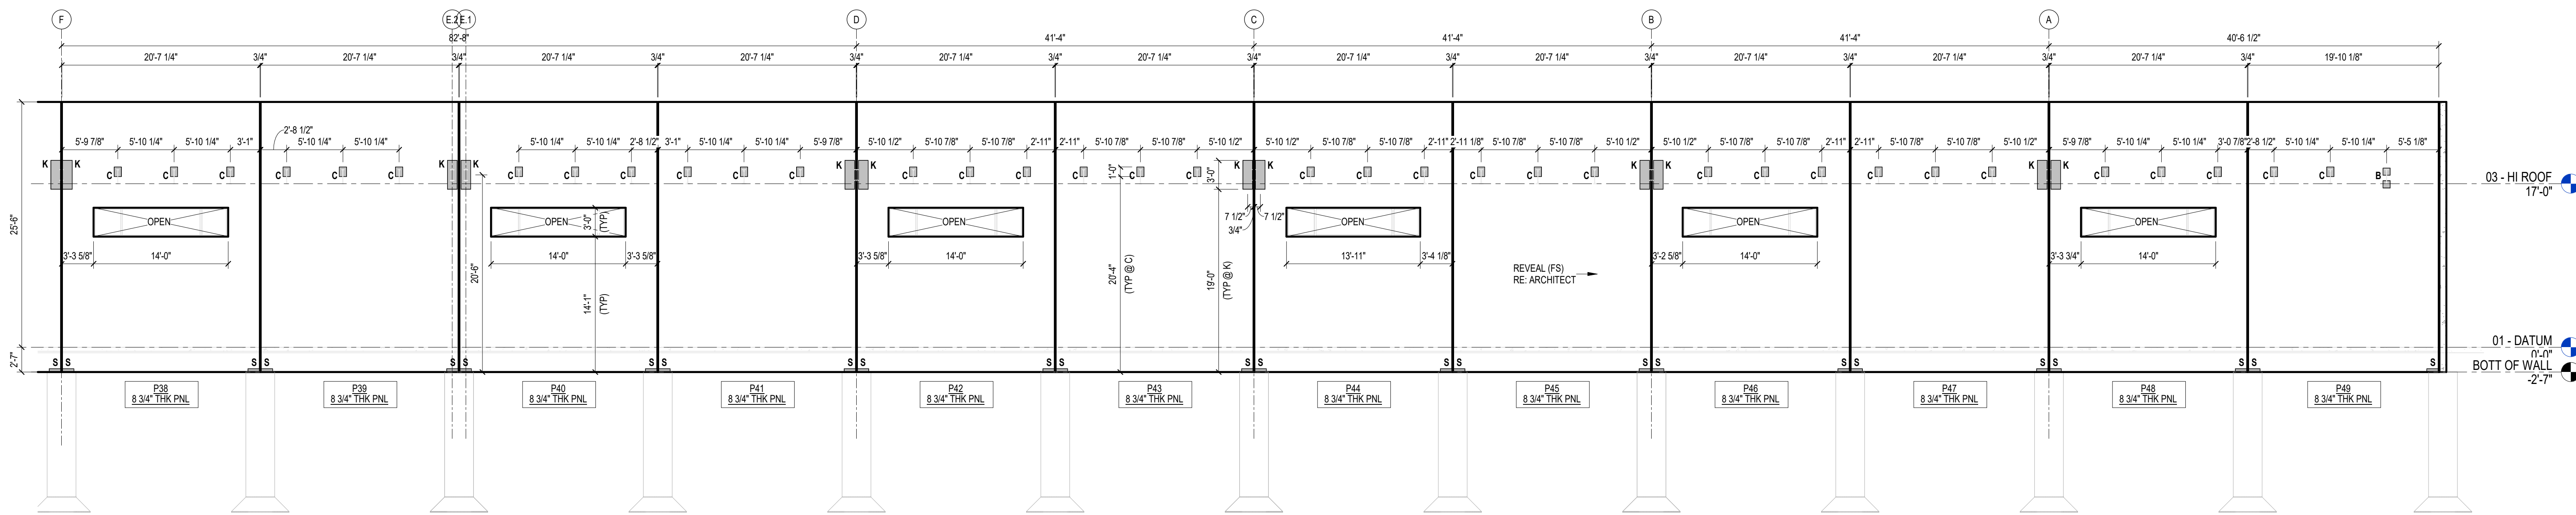 F E.2 E.1 D C B A
82'-8" 41'-4" 41'-4" 41'-4" 40'-6 1/2"
20'-7 1/4" 3/4" 20'-7 1/4" 3/4" 20'-7 1/4" 3/4" 20'-7 1/4" 3/4" 20'-7 1/4" 3/4" 20'-7 1/4" 3/4" 20'-7 1/4" 3/4" 20'-7 1/4" 3/4" 20'-7 1/4" 3/4" 20'-7 1/4" 3/4" 20'-7 1/4" 3/4" 19'-10 1/8"
2'-8 1/2"
5'-9 7/8" 5'-10 1/4" 5'-10 1/4" 3'-1" 5'-10 1/4" 5'-10 1/4" 5'-10 1/4" 5'-10 1/4" 2'-8 1/2" 3'-1" 5'-10 1/4" 5'-10 1/4" 5'-9 7/8" 5'-10 1/2" 5'-10 7/8" 5'-10 7/8" 2'-11" 2'-11" 5'-10 7/8" 5'-10 7/8" 5'-10 1/2" 5'-10 1/2" 5'-10 7/8" 5'-10 7/8" 2'-11" 2'-11 1/8" 5'-10 7/8" 5'-10 7/8" 5'-10 1/2" 5'-10 1/2" 5'-10 7/8" 5'-10 7/8" 2'-11" 2'-11" 5'-10 7/8" 5'-10 7/8" 5'-10 1/2" 5'-9 7/8" 5'-10 1/4" 5'-10 1/4" 3'-0 7/8" 2'-8 1/2" 5'-10 1/4" 5'-10 1/4" 5'-5 1/8"
K K K K K K K K K K K K
C C C C C C C C C C C C C C C C C C C C C C C C C C C C C C C C C B
1'-0" 3'-0"
03 - HI ROOF
17'-0"
OPEN OPEN OPEN OPEN OPEN OPEN
3'-0"
(TYP)
7 1/2" 7 1/2"
3/4"
25'-6"
3'-3 5/8" 14'-0" 14'-0" 3'-3 5/8" 3'-3 5/8" 14'-0" 13'-11" 3'-4 1/8" 3'-2 5/8" 14'-0" 3'-3 3/4" 14'-0"
20'-6"
14'-1"
(TYP)
20'-4"
(TYP @ C)
19'-0"
(TYP @ K)
REVEAL (FS)
RE: ARCHITECT
01 - DATUM
0'-0"
2'-7"
S S S S S S S S S S S S S S S S S S S S S S S S S
BOTT OF WALL
-2'-7"
P38 P39 P40 P41 P42 P43 P44 P45 P46 P47 P48 P49
8 3/4" THK PNL 8 3/4" THK PNL 8 3/4" THK PNL 8 3/4" THK PNL 8 3/4" THK PNL 8 3/4" THK PNL 8 3/4" THK PNL 8 3/4" THK PNL 8 3/4" THK PNL 8 3/4" THK PNL 8 3/4" THK PNL 8 3/4" THK PNL